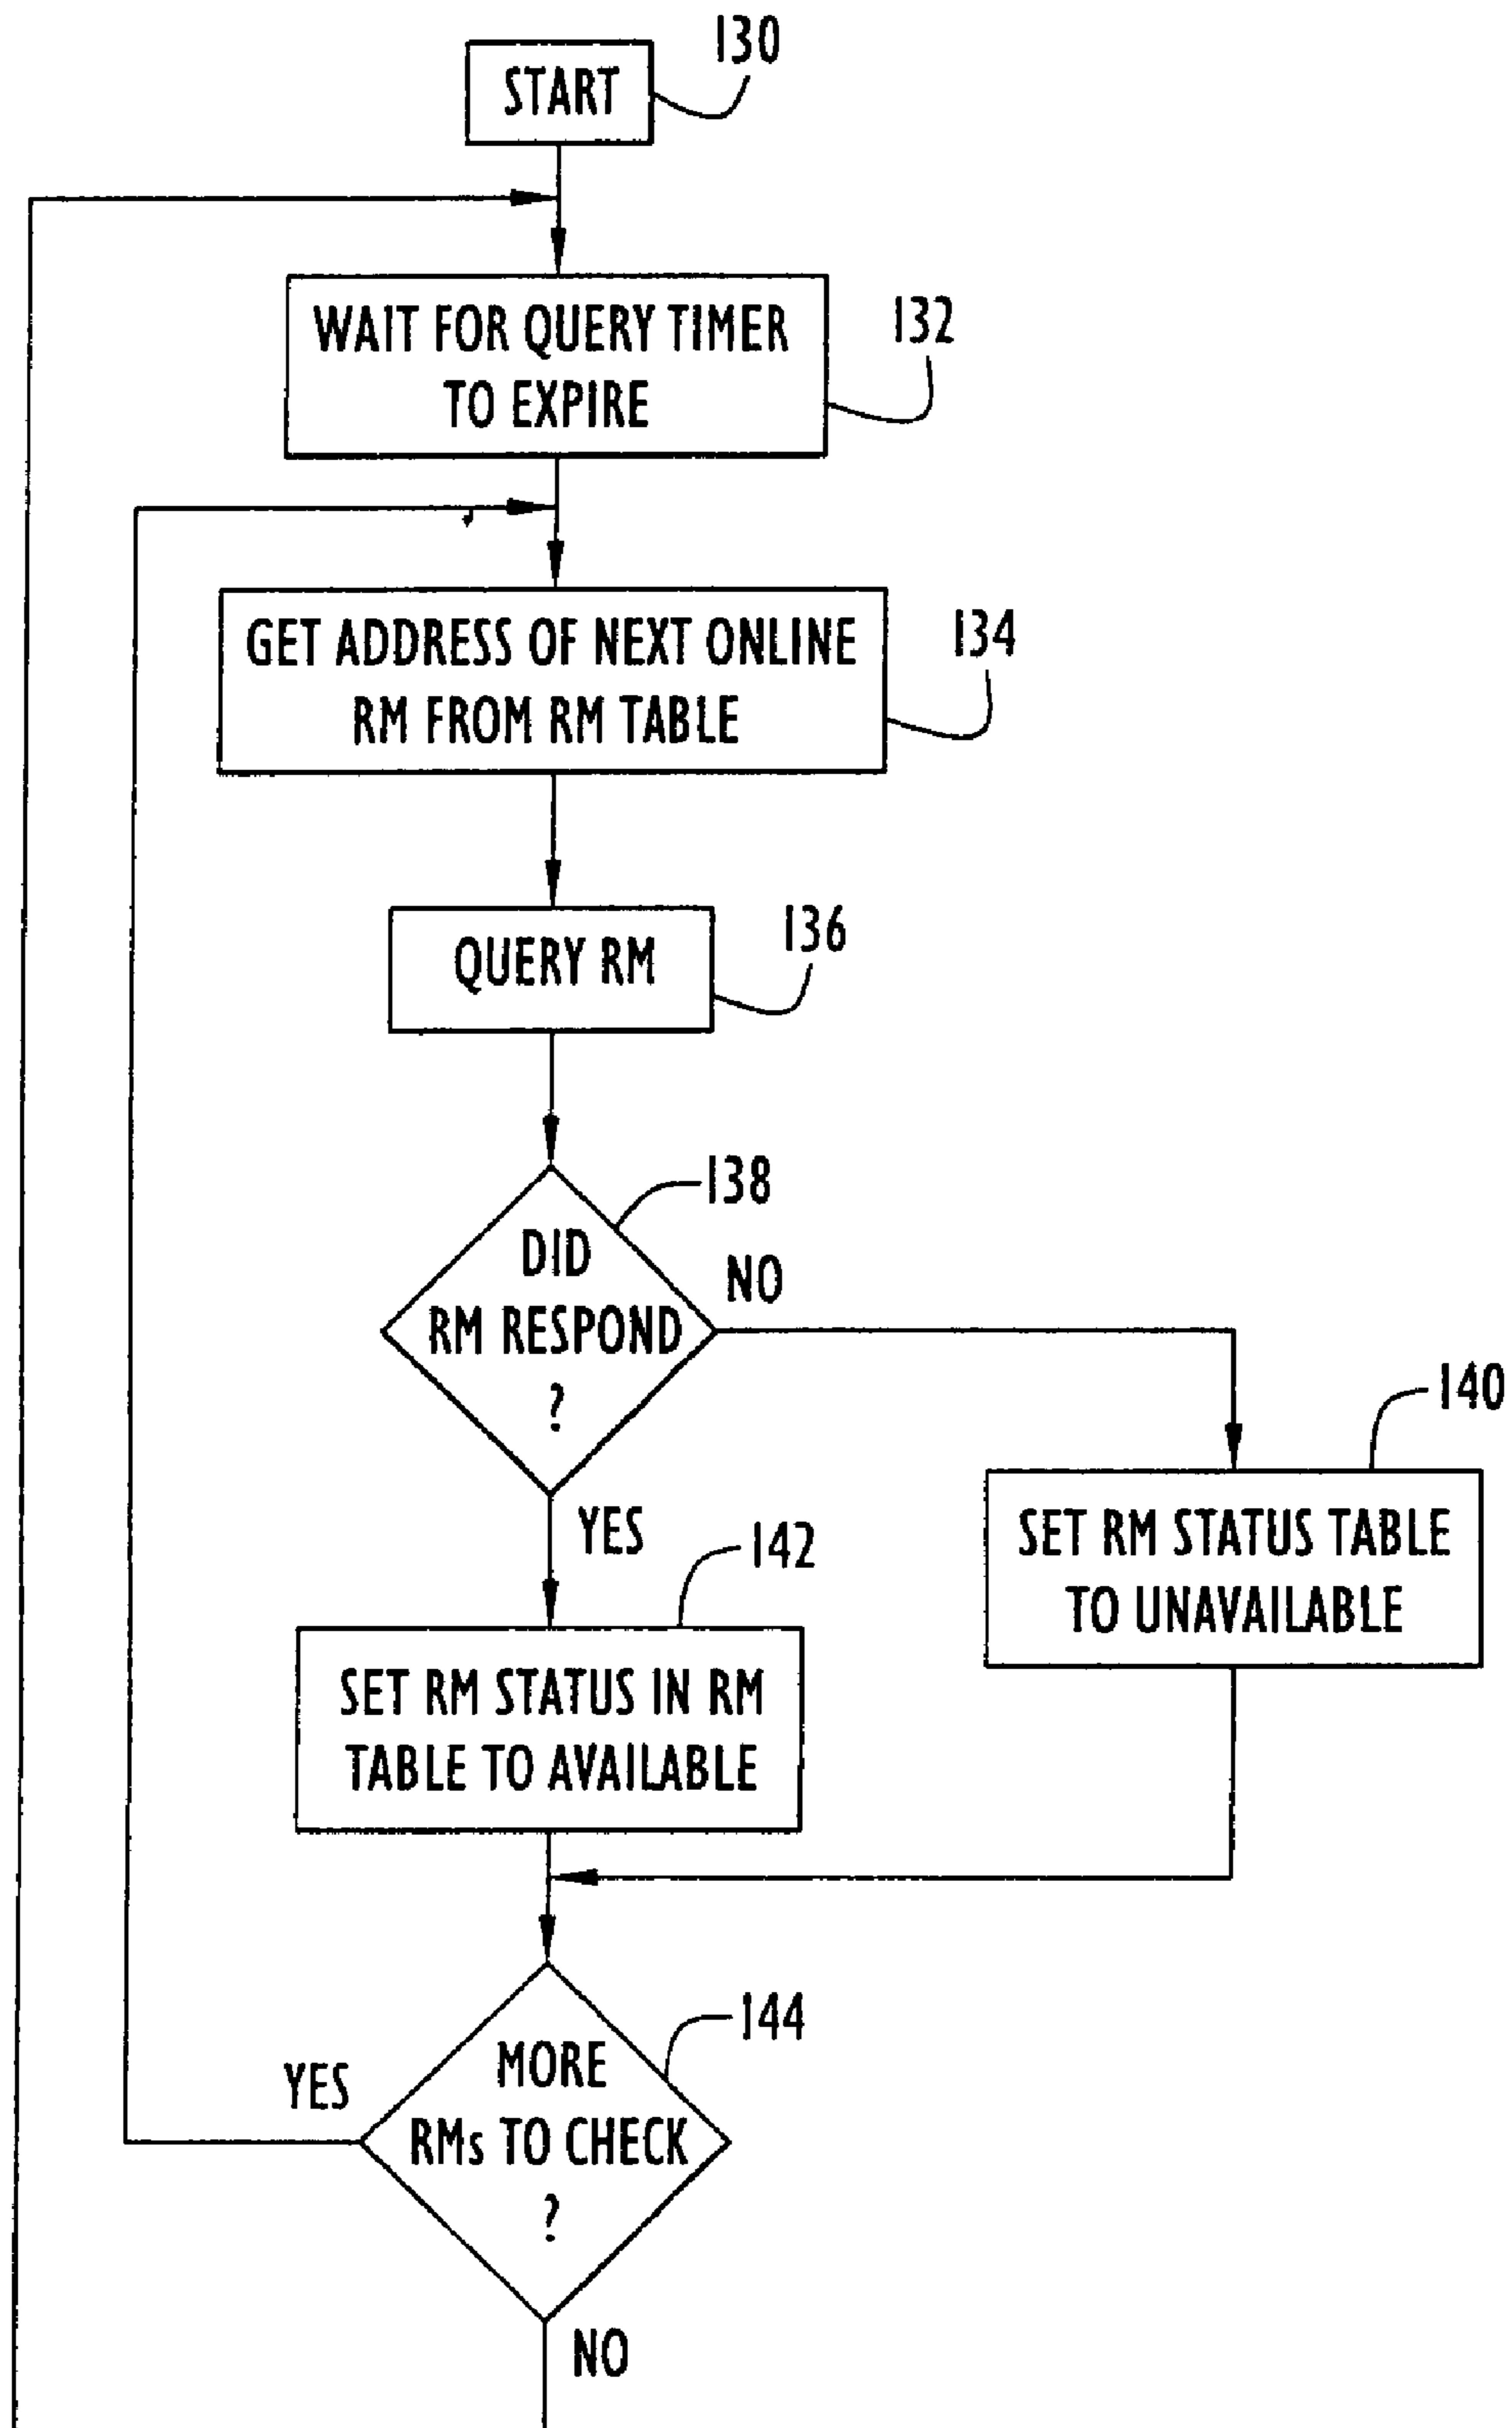 START
130
WAIT FOR QUERY TIMER
TO EXPIRE
132
GET ADDRESS OF NEXT ONLINE
RM FROM RM TABLE
134
QUERY RM
136
138
DID
RM RESPOND
?
NO
140
SET RM STATUS TABLE
TO UNAVAILABLE
YES
142
SET RM STATUS IN RM
TABLE TO AVAILABLE
144
MORE
RMs TO CHECK
?
YES
NO